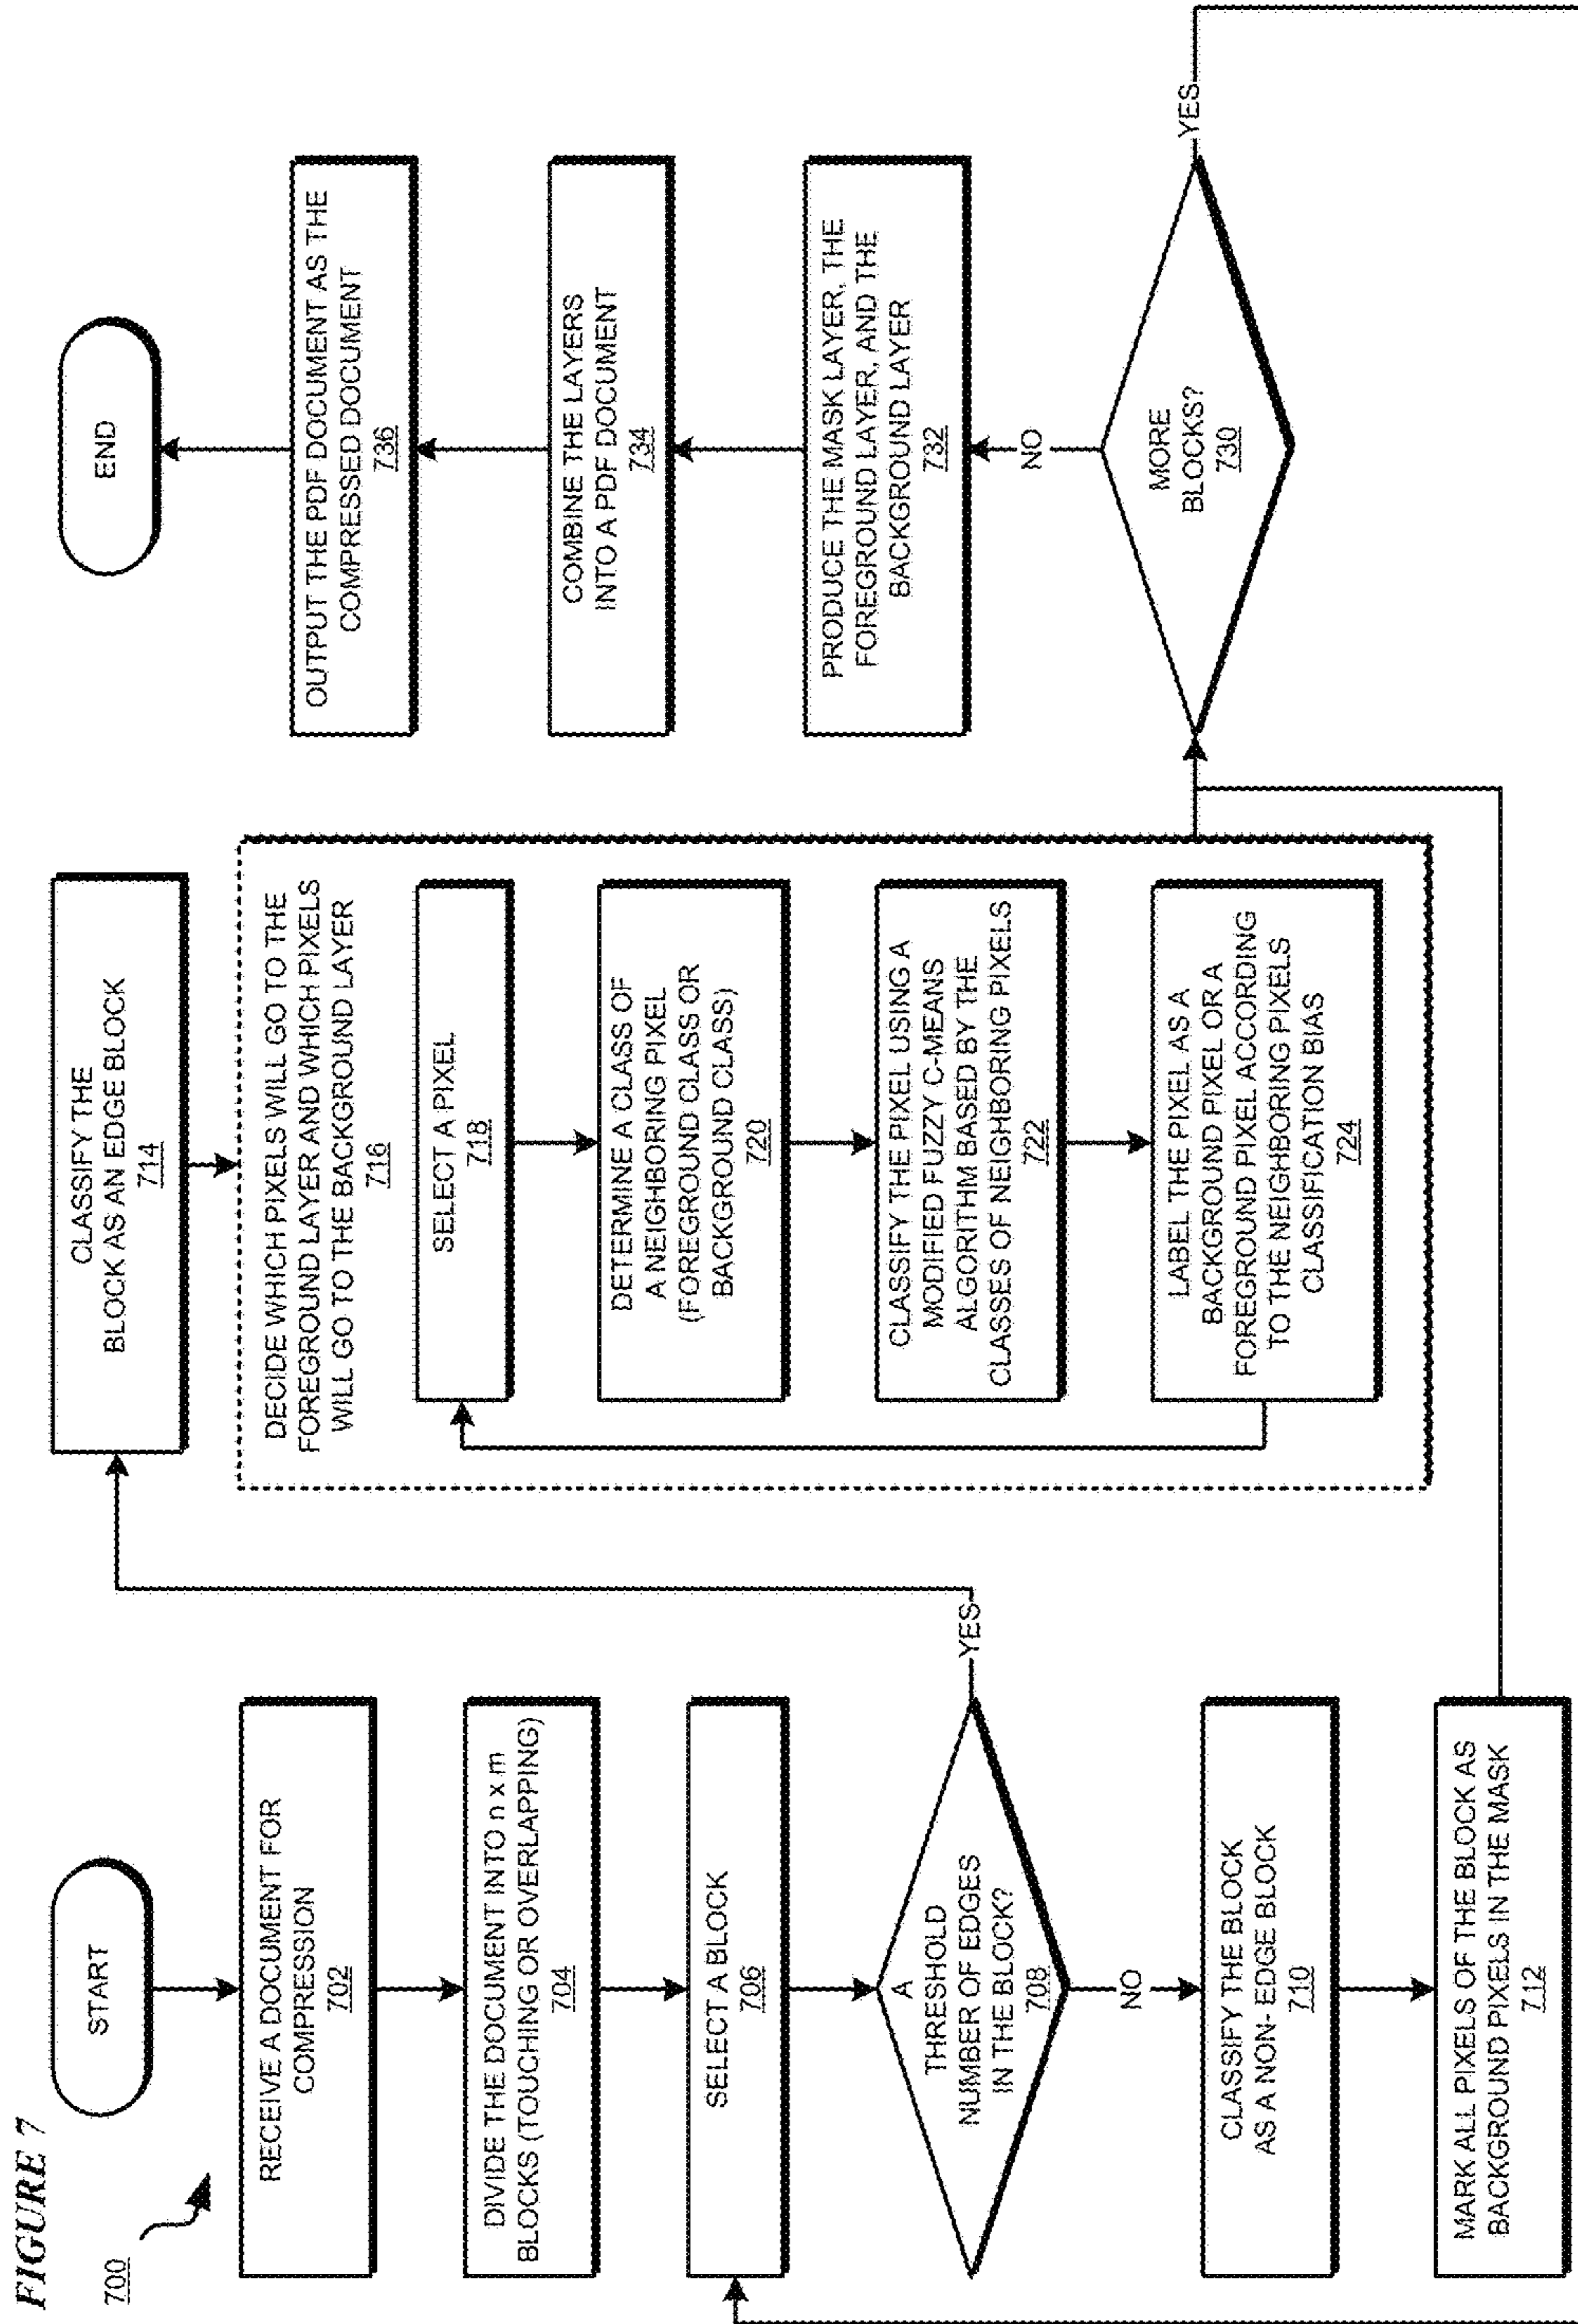 FIGURE 7
700
START
RECEIVE A DOCUMENT FOR
COMPRESSION
702
DIVIDE THE DOCUMENT INTO n x m
BLOCKS (TOUCHING OR OVERLAPPING)
704
SELECT A BLOCK
706
A
THRESHOLD
NUMBER OF EDGES
IN THE BLOCK?
708
YES
NO
CLASSIFY THE BLOCK
AS A NON- EDGE BLOCK
710
MARK ALL PIXELS OF THE BLOCK AS
BACKGROUND PIXELS IN THE MASK
712
CLASSIFY THE
BLOCK AS AN EDGE BLOCK
714
DECIDE WHICH PIXELS WILL GO TO THE
FOREGROUND LAYER AND WHICH PIXELS
WILL GO TO THE BACKGROUND LAYER
716
SELECT A PIXEL
718
DETERMINE A CLASS OF
A NEIGHBORING PIXEL
(FOREGROUND CLASS OR
BACKGROUND CLASS)
720
CLASSIFY THE PIXEL USING A
MODIFIED FUZZY C-MEANS
ALGORITHM BASED BY THE
CLASSES OF NEIGHBORING PIXELS
722
LABEL THE PIXEL AS A
BACKGROUND PIXEL OR A
FOREGROUND PIXEL ACCORDING
TO THE NEIGHBORING PIXELS
CLASSIFICATION BIAS
724
END
OUTPUT THE PDF DOCUMENT AS THE
COMPRESSED DOCUMENT
736
COMBINE THE LAYERS
INTO A PDF DOCUMENT
734
PRODUCE THE MASK LAYER, THE
FOREGROUND LAYER, AND THE
BACKGROUND LAYER
732
NO
MORE
BLOCKS?
730
YES